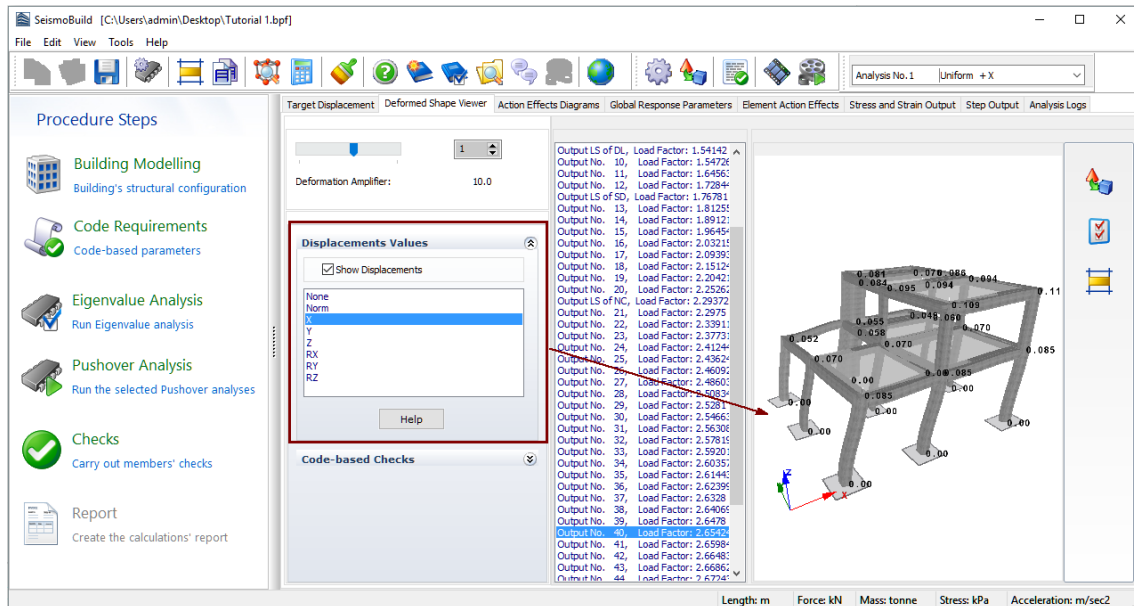 SeismoBuild [C:\Users\admin\Desktop\Tutorial 1.bpf]
File Edit View Tools Help
Analysis No. 1 Uniform +X
Procedure Steps
Building Modelling
Building's structural configuration
Code Requirements
Code-based parameters
Eigenvalue Analysis
Run Eigenvalue analysis
Pushover Analysis
Run the selected Pushover analyses
Checks
Carry out members' checks
Report
Create the calculations' report
Target Displacement Deformed Shape Viewer Action Effects Diagrams Global Response Parameters Element Action Effects Stress and Strain Output Step Output Analysis Logs
1
Deformation Amplifier: 10.0
Displacements Values
Show Displacements
None
Norm
X
Y
Z
RX
RY
RZ
Help
Code-based Checks
Output LS of DL, Load Factor: 1.54142
Output No. 10, Load Factor: 1.54726
Output No. 11, Load Factor: 1.64563
Output No. 12, Load Factor: 1.72844
Output LS of SD, Load Factor: 1.76781
Output No. 13, Load Factor: 1.81255
Output No. 14, Load Factor: 1.89121
Output No. 15, Load Factor: 1.96454
Output No. 16, Load Factor: 2.03215
Output No. 17, Load Factor: 2.09393
Output No. 18, Load Factor: 2.15124
Output No. 19, Load Factor: 2.20421
Output No. 20, Load Factor: 2.25262
Output LS of NC, Load Factor: 2.29372
Output No. 21, Load Factor: 2.2975
Output No. 22, Load Factor: 2.33911
Output No. 23, Load Factor: 2.37731
Output No. 24, Load Factor: 2.41244
Output No. 25, Load Factor: 2.43624
Output No. 26, Load Factor: 2.46092
Output No. 27, Load Factor: 2.48603
Output No. 28, Load Factor: 2.50834
Output No. 29, Load Factor: 2.5281
Output No. 30, Load Factor: 2.54663
Output No. 31, Load Factor: 2.56308
Output No. 32, Load Factor: 2.57819
Output No. 33, Load Factor: 2.59201
Output No. 34, Load Factor: 2.60357
Output No. 35, Load Factor: 2.61443
Output No. 36, Load Factor: 2.62399
Output No. 37, Load Factor: 2.6328
Output No. 38, Load Factor: 2.64069
Output No. 39, Load Factor: 2.6478
Output No. 40, Load Factor: 2.65424
Output No. 41, Load Factor: 2.65984
Output No. 42, Load Factor: 2.66483
Output No. 43, Load Factor: 2.66862
Output No. 44, Load Factor: 2.67243
0.081 0.086 0.094
0.084 0.095 0.094 0.11
0.109
0.055 0.060
0.052 0.058 0.070
0.070 0.070 0.085
0.00 0.085
0.085 0.00
0.00 0.00
0.00 0.00
0.00
0.00
Z
X
Length: m Force: kN Mass: tonne Stress: kPa Acceleration: m/sec2